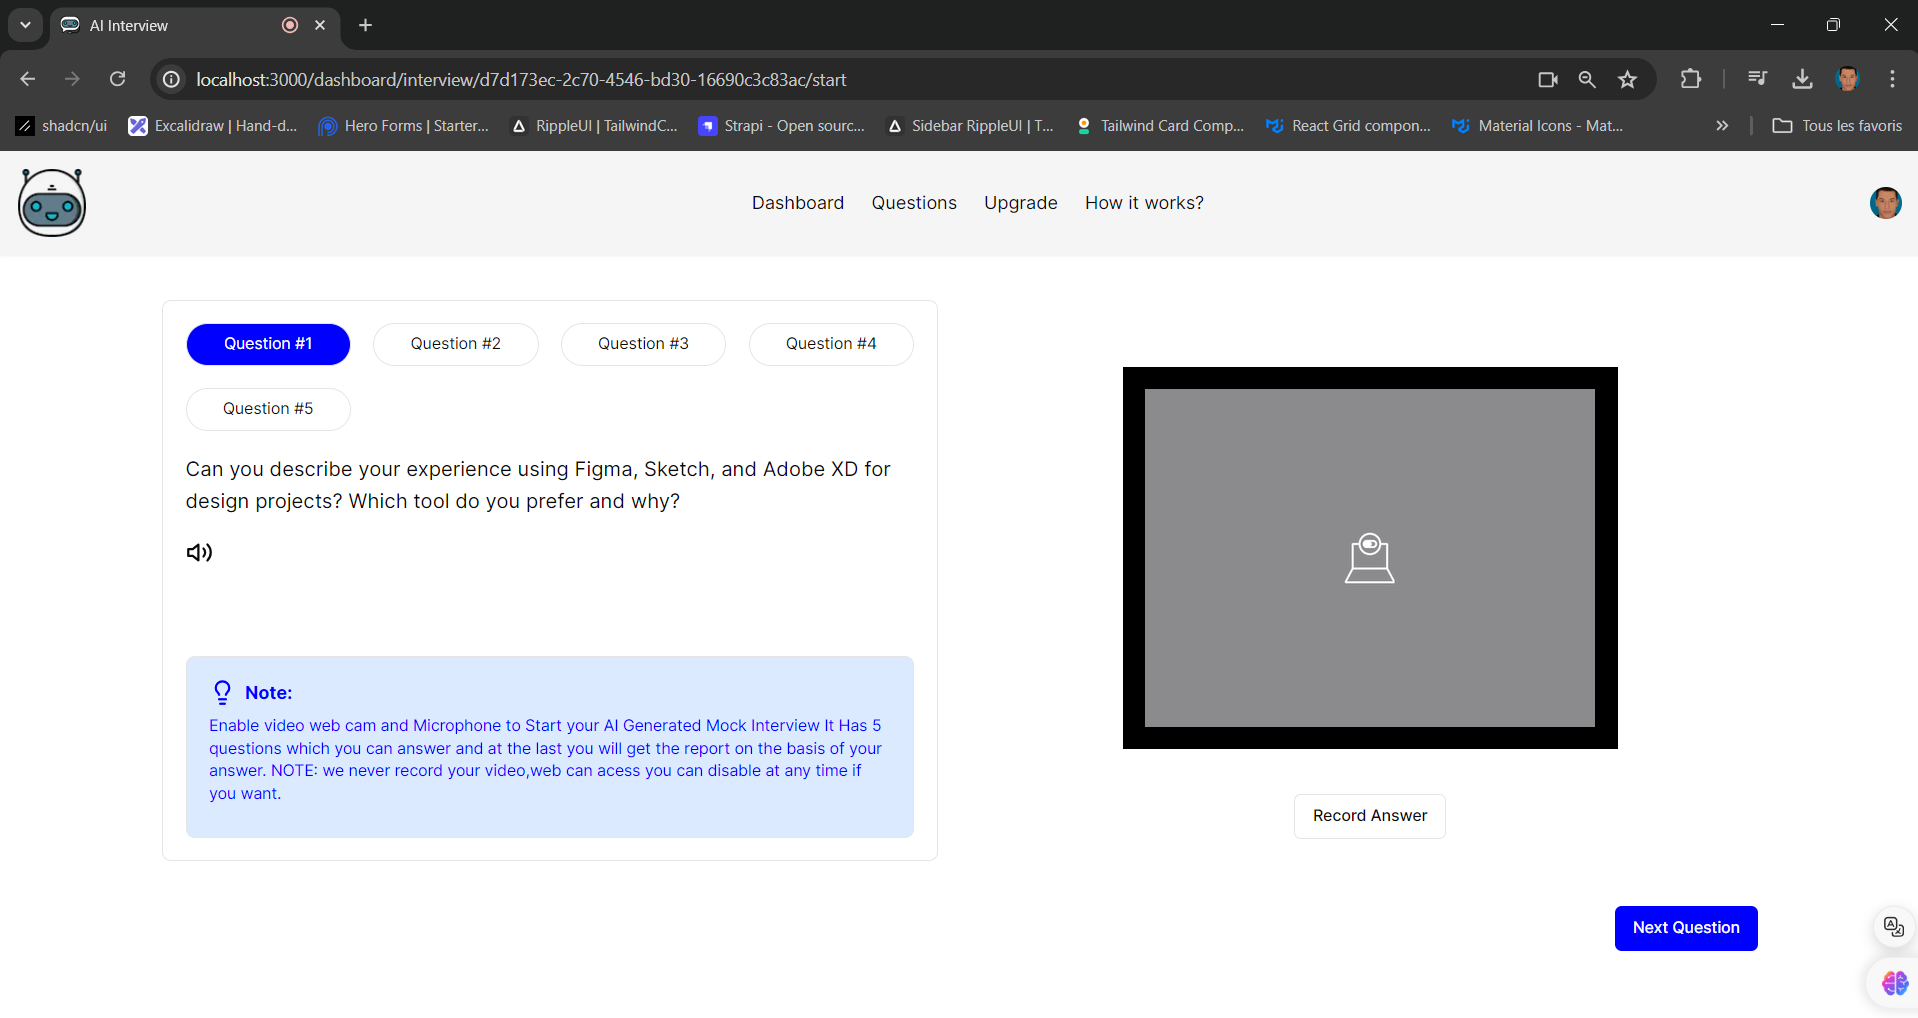 AI Interview
localhost:3000/dashboard/interview/d7d173ec-2c70-4546-bd30-16690c3c83ac/start
shadcn/ui
Excalidraw | Hand-d...
Hero Forms | Starter...
RippleUI | TailwindC...
Strapi - Open sourc...
Sidebar RippleUI | T...
Tailwind Card Comp...
React Grid compon...
Material Icons - Mat...
Tous les favoris
Dashboard
Questions
Upgrade
How it works?
Question #1
Question #2
Question #3
Question #4
Question #5
Can you describe your experience using Figma, Sketch, and Adobe XD for
design projects? Which tool do you prefer and why?
Note:
Enable video web cam and Microphone to Start your AI Generated Mock Interview It Has 5
questions which you can answer and at the last you will get the report on the basis of your
answer. NOTE: we never record your video,web can acess you can disable at any time if
you want.
Record Answer
Next Question